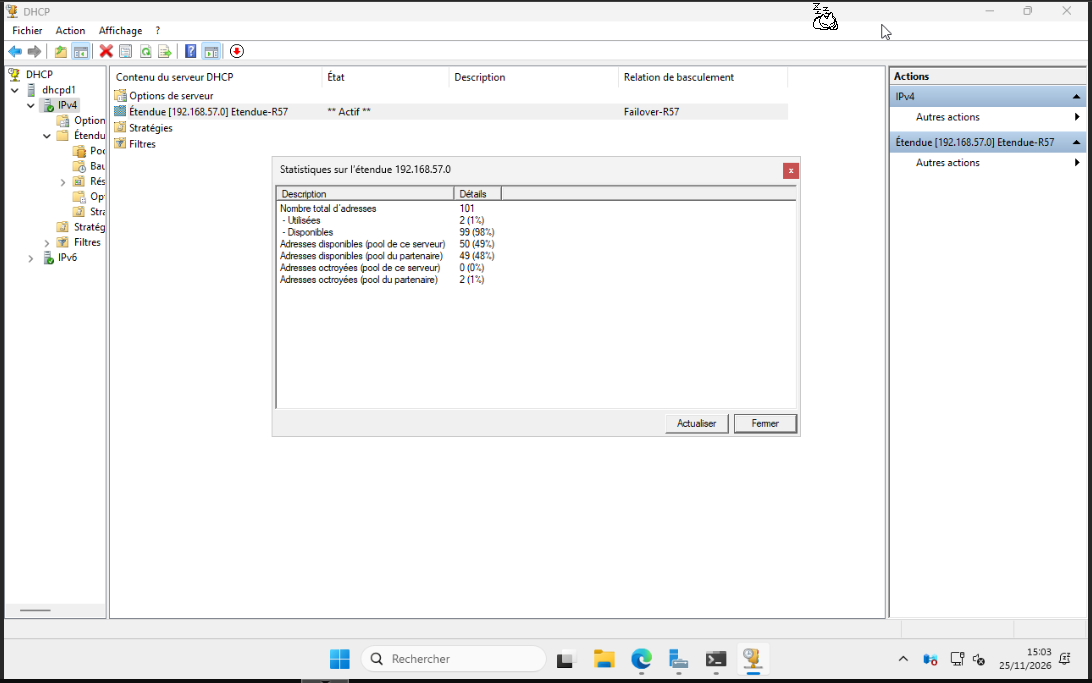 DHCP
Fichier Action Affichage ?
DHCP
dhcpd1
IPv4
Option
Étendu
Poo
Bau
Rés
Op
Stra
Stratég
Filtres
IPv6
Contenu du serveur DHCP État Description Relation de basculement
Options de serveur
Étendue [192.168.57.0] Etendue-R57 ** Actif ** Failover-R57
Stratégies
Filtres
Statistiques sur l'étendue 192.168.57.0
Description Détails
Nombre total d'adresses 101
- Utilisées 2 (1%)
- Disponibles 99 (98%)
Adresses disponibles (pool de ce serveur) 50 (49%)
Adresses disponibles (pool du partenaire) 49 (48%)
Adresses octroyées (pool de ce serveur) 0 (0%)
Adresses octroyées (pool du partenaire) 2 (1%)
Actualiser Fermer
Actions
IPv4
Autres actions
Étendue [192.168.57.0] Etendue-R57
Autres actions
Rechercher
15:03
25/11/2026